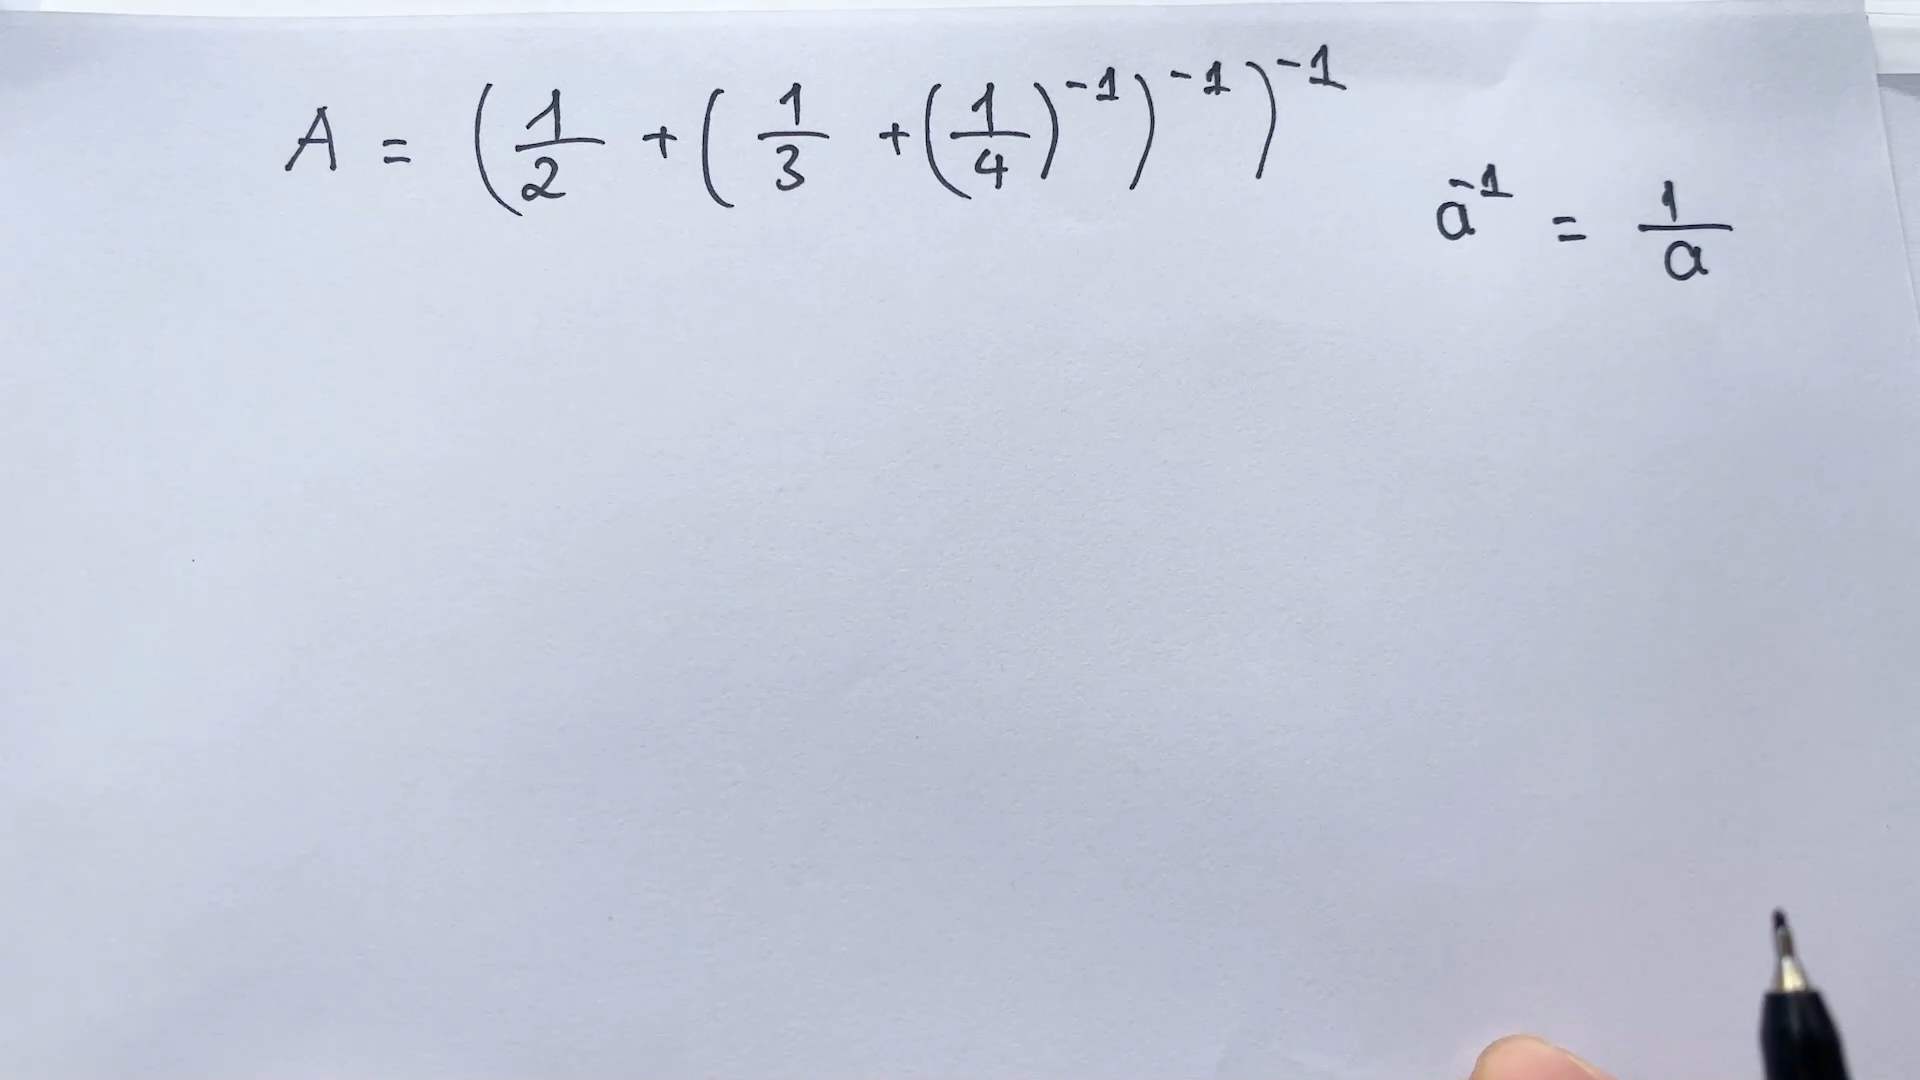 A = (1/2 + (1/3 + (1/4)^-1)^-1)^-1
a^-1 = 1/a